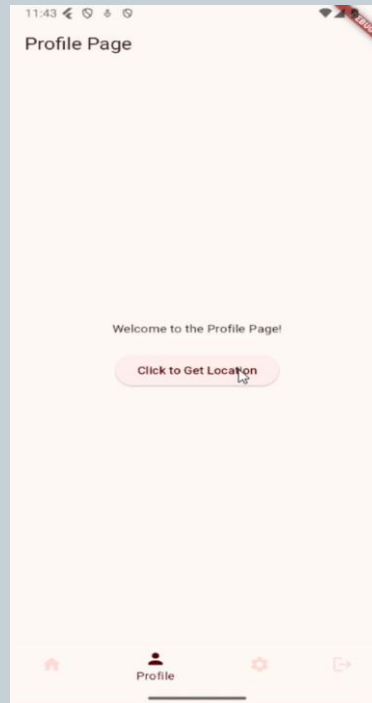 11:43
Profile Page
Welcome to the Profile Page!
Click to Get Location
Profile